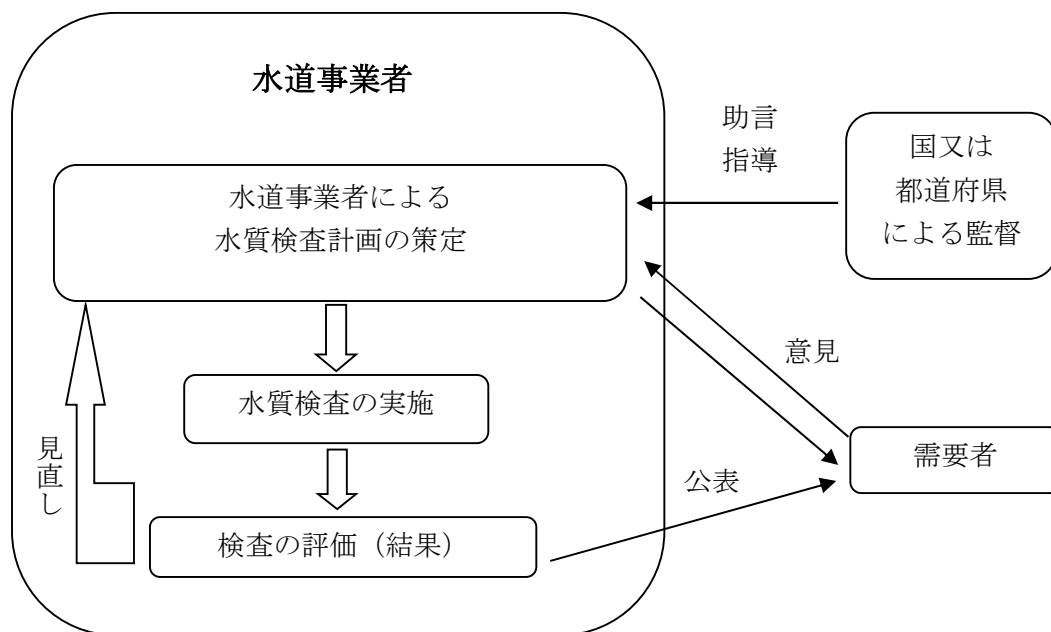 水道事業者
助言
指導
国又は
都道府県
による監督
水道事業者による
水質検査計画の策定
意見
水質検査の実施
見直し
需要者
公表
検査の評価（結果）